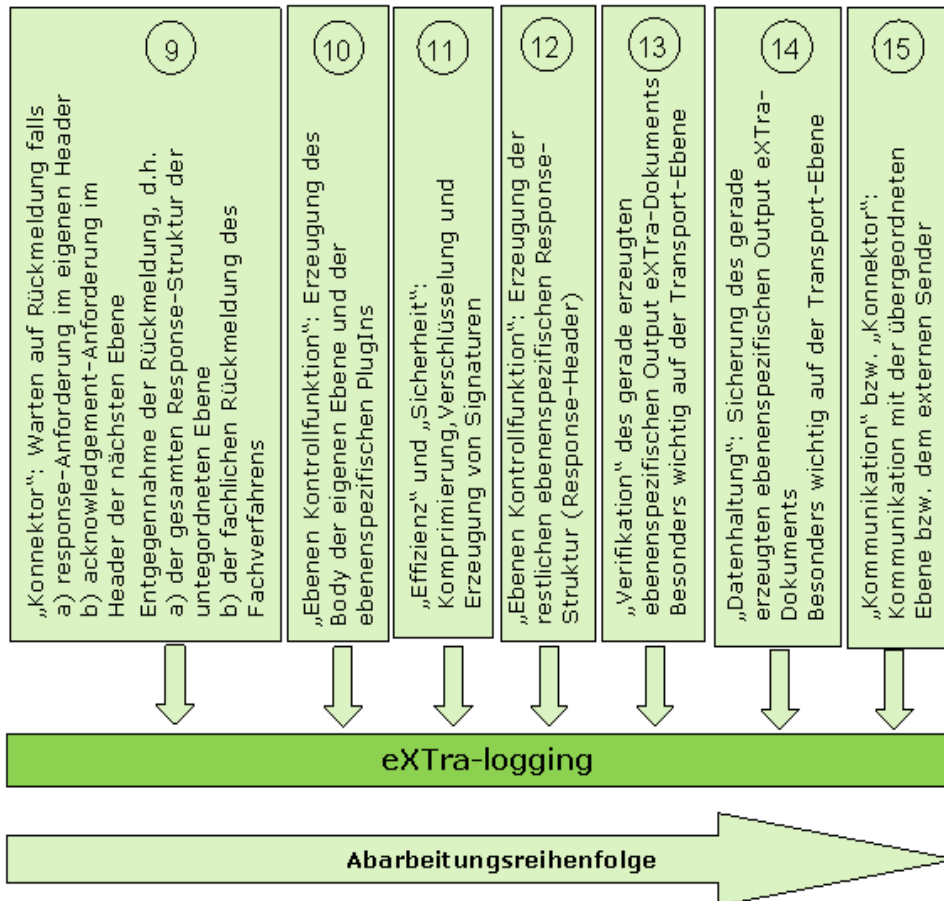 9
„Konnektor“: Warten auf Rückmeldung falls
a) response-Anforderung im eigenen Header
b) acknowledgement-Anforderung im
Header der nächsten Ebene
Entgegennahme der Rückmeldung, d.h.
a) der gesamten Response-Struktur der
untegordneten Ebene
b) der fachlichen Rückmeldung des
Fachverfahrens
10
„Ebenen Kontrollfunktion“: Erzeugung des
Body der eigenen Ebene und der
ebenenspezifischen PlugIns
11
„Effizienz“ und „Sicherheit“:
Komprimierung,Verschlüsselung und
Erzeugung von Signaturen
12
„Ebenen Kontrollfunktion“: Erzeugung der
restlichen ebenenspezifischen Response-
Struktur (Response-Header)
13
„Verifikation“ des gerade erzeugten
ebenenspezifischen Output eXTra-Dokuments
Besonders wichtig auf der Transport-Ebene
14
„Datenhaltung“: Sicherung des gerade
erzeugten ebenenspezifischen Output eXTra-
Dokuments
Besonders wichtig auf der Transport-Ebene
15
„Kommunikation“ bzw. „Konnektor“:
Kommunikation mit der übergeordneten
Ebene bzw. dem externen Sender
eXTra-logging
Abarbeitungsreihenfolge